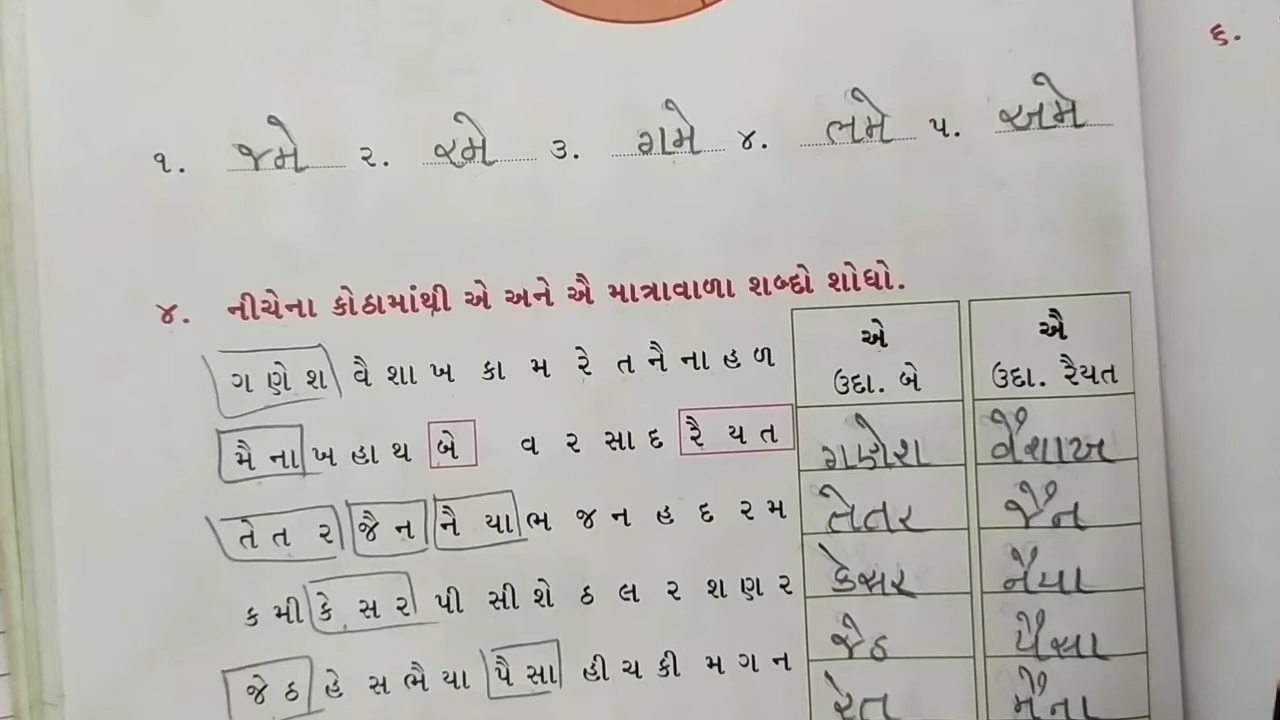 ૬.
૧. જમે ૨. રમે ૩. ગમે ૪. લમે ૫. અમે
૪. નીચેના કોઠામાંથી એ અને ઐ માત્રાવાળા શબ્દો શોધો.
ગ ણે શ વૈ શા ખ કા મ રે ત નૈ ના હ ળ
મૈ ના ખ હા થ બે વ ર સા દ રૈ ય ત
તે ત ર જૈ ન નૈ યા ભ જ ન હ દ ર મ
ક મી કે સ ર પી સી શે ઠ લ ર શ ણ ર
જે ઠ હે સ ભૈ યા પૈ સા હી ચ કી મ ગ ન
એ ઐ
ઉદા. બે ઉદા. રૈયત
ગણેશ વૈશાખ
તેતર જૈન
કેસર નૈયા
જેઠ પૈસા
રેત મૈના